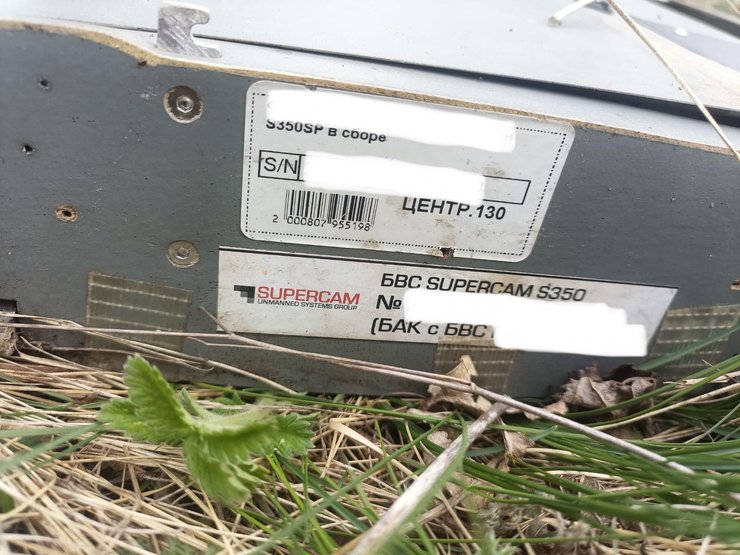 S350SP в сборе
S/N
ЦЕНТР.130
2 000807 955198
SUPERCAM
UNMANNED SYSTEMS GROUP
БВС SUPERCAM S350
№
(БАК с БВС